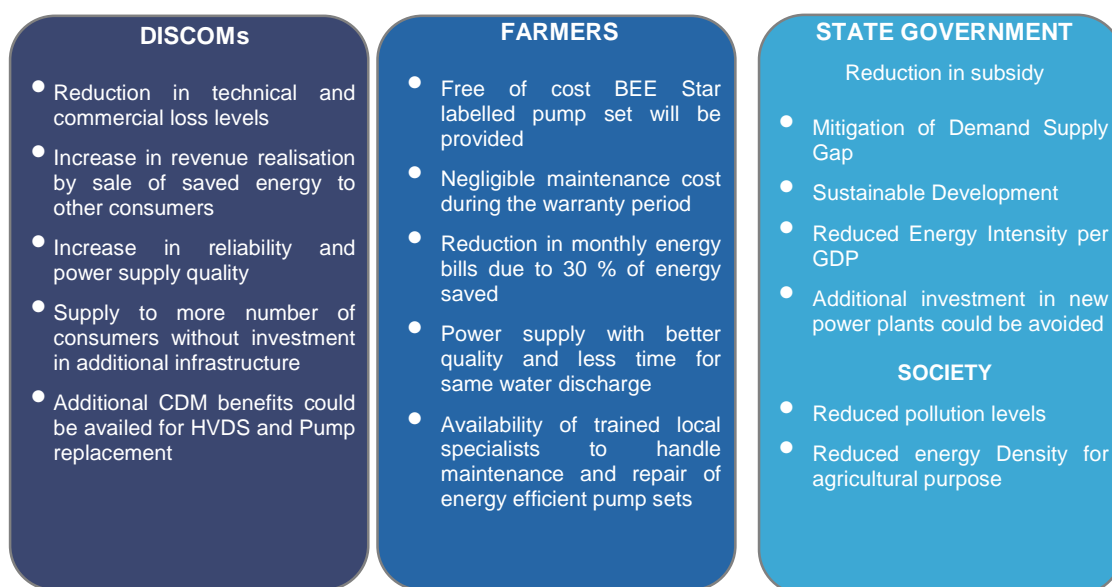 DISCOMs
• Reduction in technical and
commercial loss levels
• Increase in revenue realisation
by sale of saved energy to
other consumers
• Increase in reliability and
power supply quality
• Supply to more number of
consumers without investment
in additional infrastructure
• Additional CDM benefits could
be availed for HVDS and Pump
replacement
FARMERS
• Free of cost BEE Star
labelled pump set will be
provided
• Negligible maintenance cost
during the warranty period
• Reduction in monthly energy
bills due to 30 % of energy
saved
• Power supply with better
quality and less time for
same water discharge
• Availability of trained local
specialists to handle
maintenance and repair of
energy efficient pump sets
STATE GOVERNMENT
Reduction in subsidy
• Mitigation of Demand Supply
Gap
• Sustainable Development
• Reduced Energy Intensity per
GDP
• Additional investment in new
power plants could be avoided
SOCIETY
• Reduced pollution levels
• Reduced energy Density for
agricultural purpose